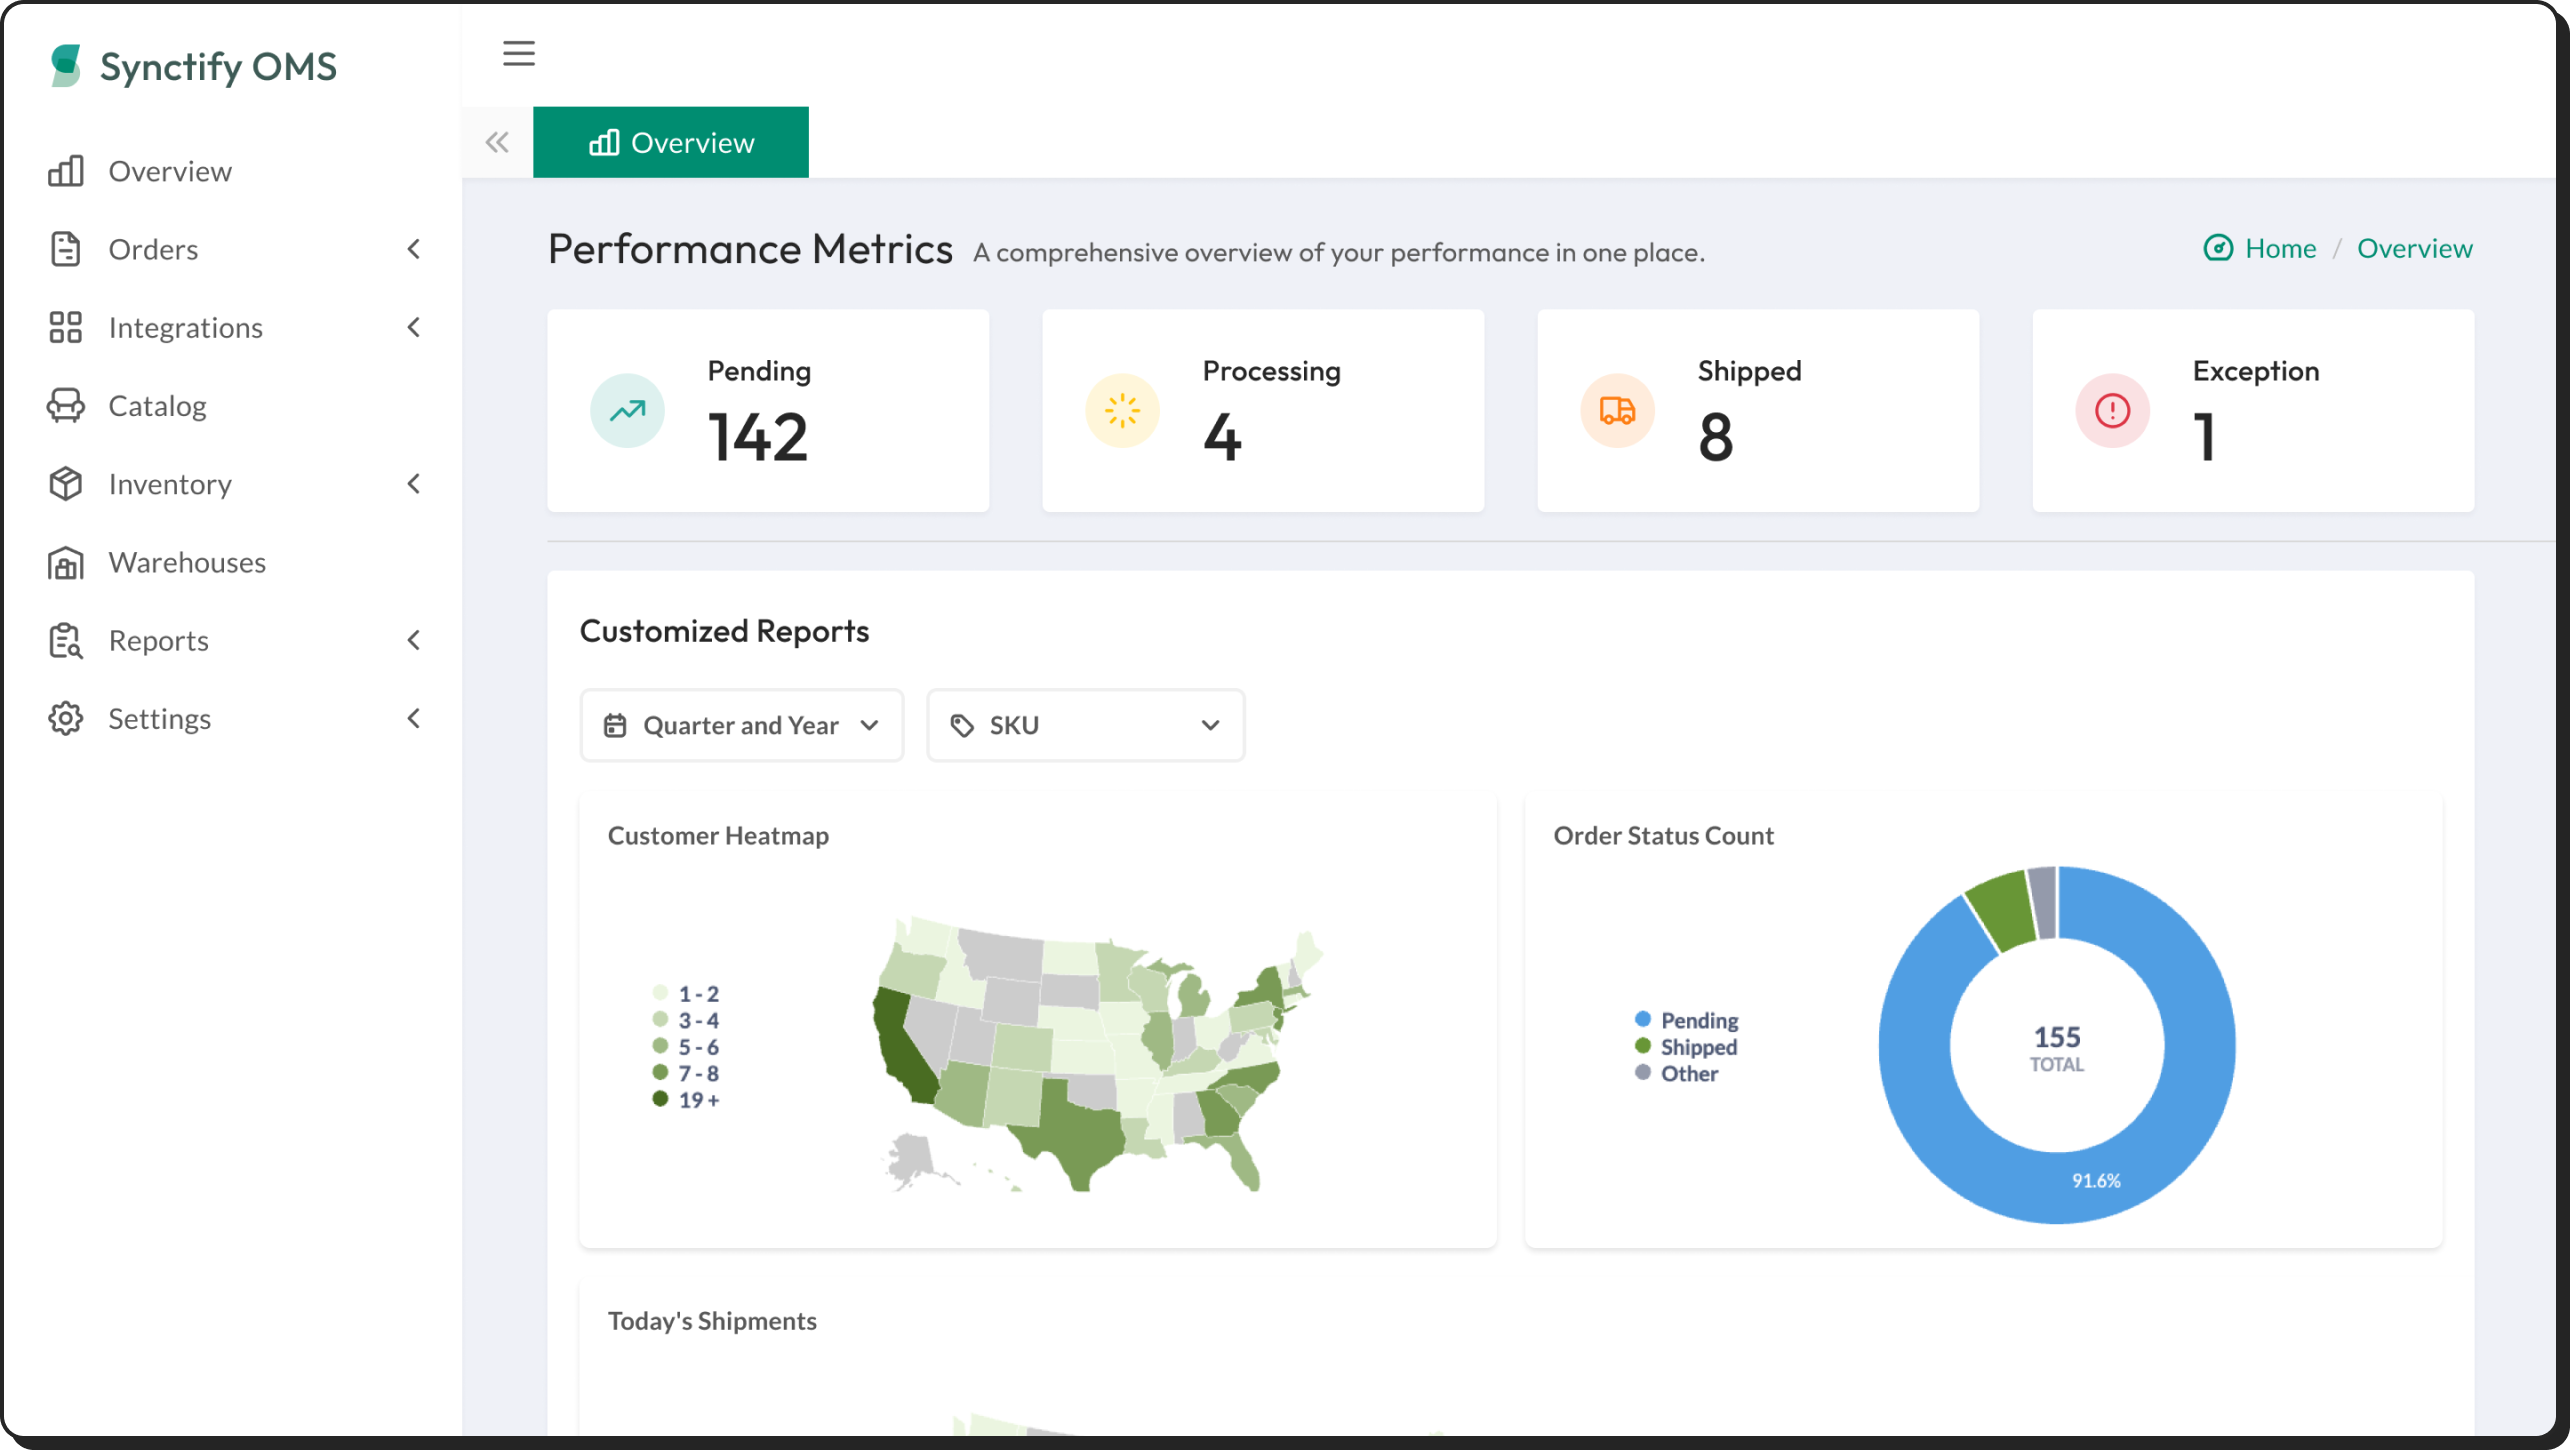 Synctify OMS
Overview
Orders
Integrations
Catalog
Inventory
Warehouses
Reports
Settings
Overview
Performance Metrics A comprehensive overview of your performance in one place.
Home / Overview
Pending
142
Processing
4
Shipped
8
Exception
1
Customized Reports
Quarter and Year
SKU
Customer Heatmap
1 - 2
3 - 4
5 - 6
7 - 8
19 +
Order Status Count
Pending
Shipped
Other
155
TOTAL
91.6%
Today's Shipments